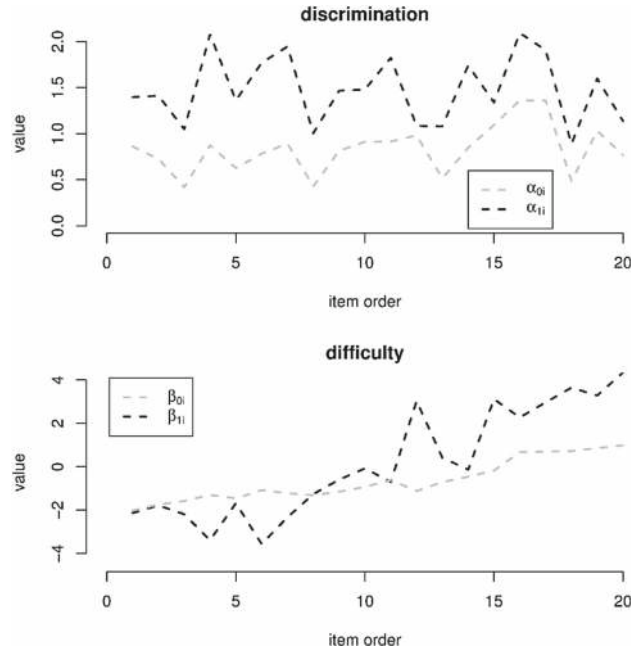 discrimination
value
2.0
1.5
1.0
0.5
0.0
α0i
α1i
0
5
10
15
20
item order
difficulty
value
4
2
0
−2
−4
β0i
β1i
0
5
10
15
20
item order